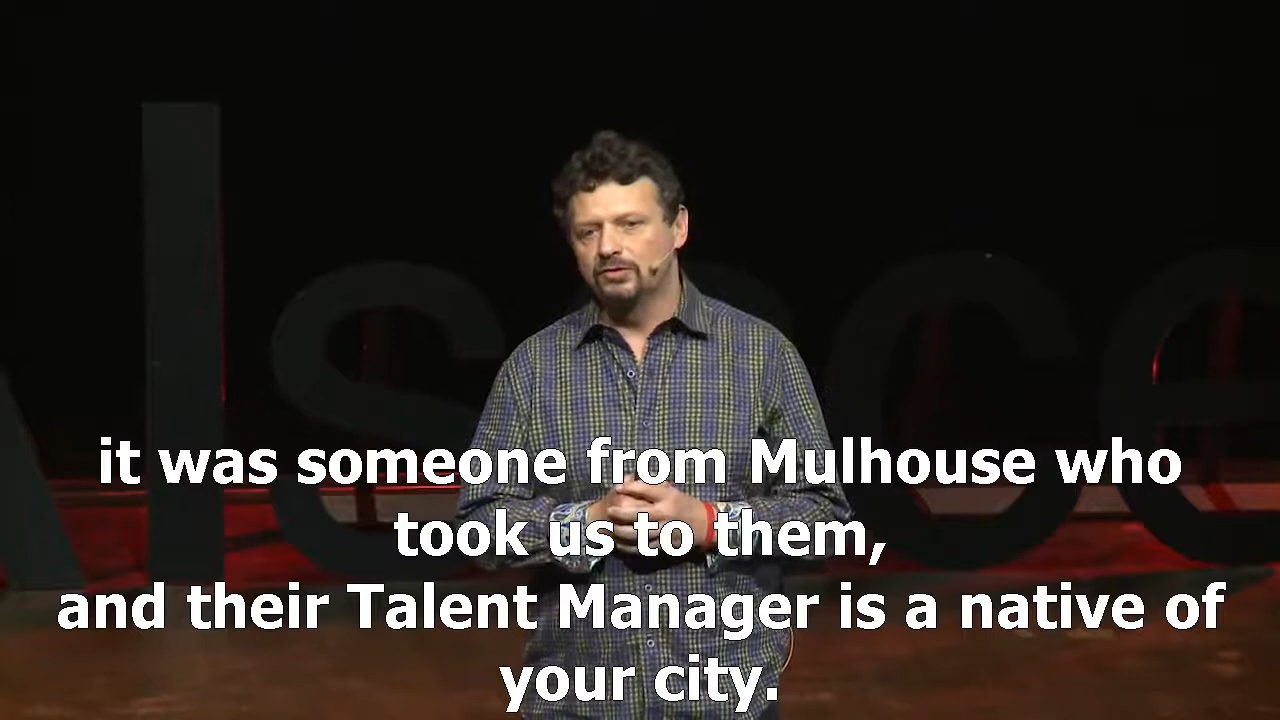 Alsace
it was someone from Mulhouse who
took us to them,
and their Talent Manager is a native of
your city.